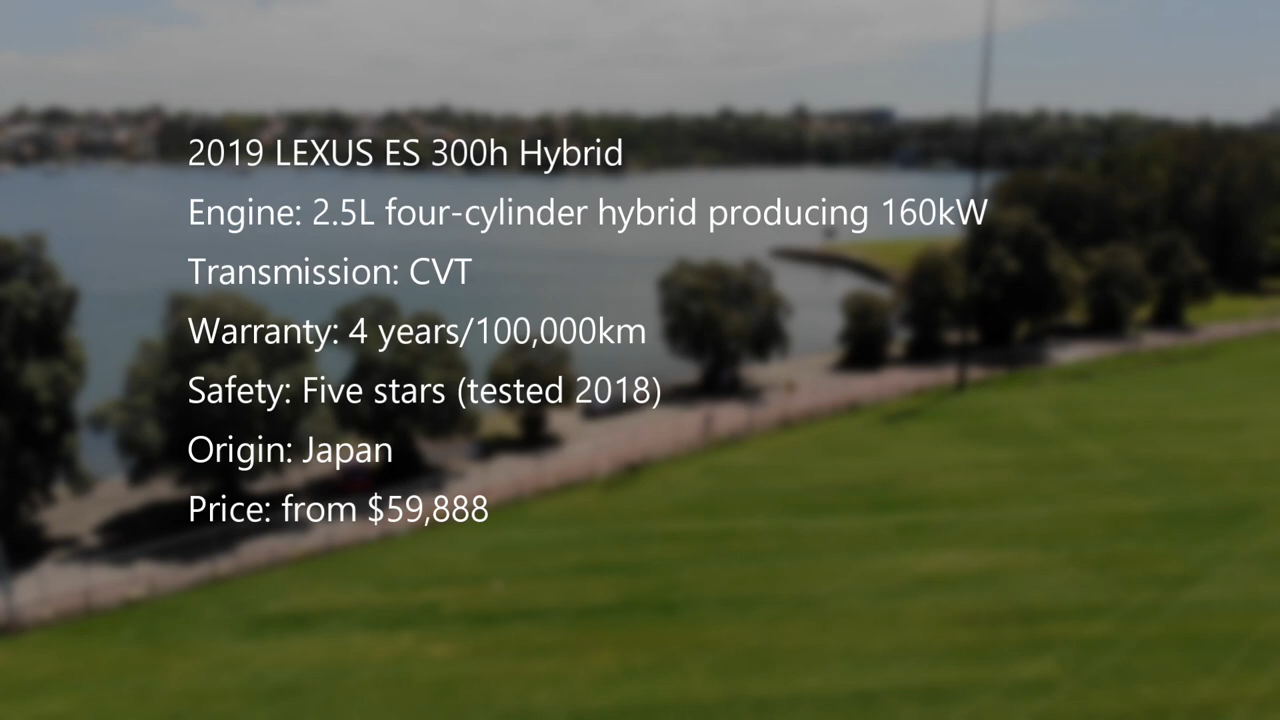 2019 LEXUS ES 300h Hybrid
Engine: 2.5L four-cylinder hybrid producing 160kW
Transmission: CVT
Warranty: 4 years/100,000km
Safety: Five stars (tested 2018)
Origin: Japan
Price: from $59,888